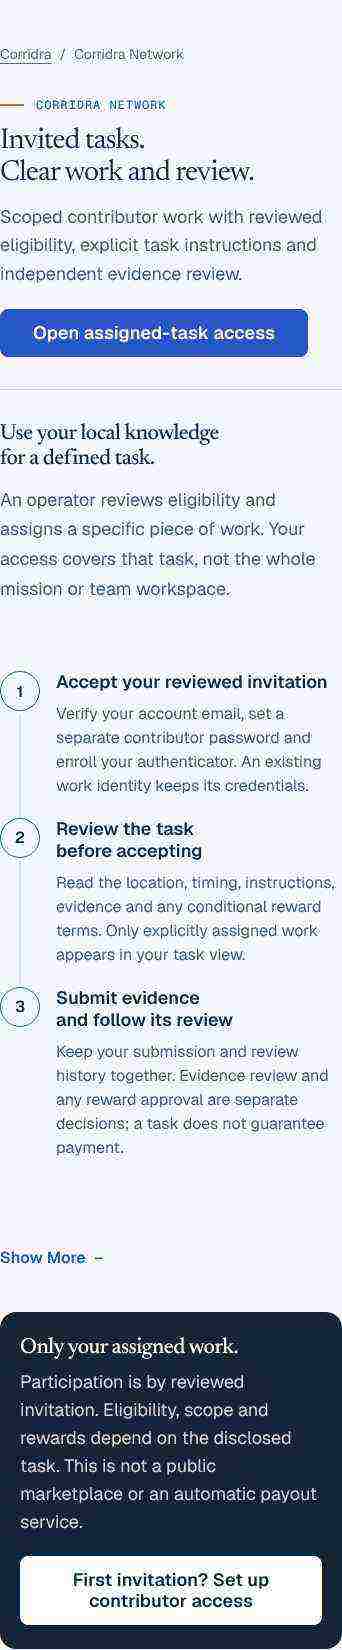 Corridra / Corridra Network
CORRIDRA NETWORK
Invited tasks.
Clear work and review.
Scoped contributor work with reviewed
eligibility, explicit task instructions and
independent evidence review.
Open assigned-task access
Use your local knowledge
for a defined task.
An operator reviews eligibility and
assigns a specific piece of work. Your
access covers that task, not the whole
mission or team workspace.
1
Accept your reviewed invitation
Verify your account email, set a
separate contributor password and
enroll your authenticator. An existing
work identity keeps its credentials.
2
Review the task
before accepting
Read the location, timing, instructions,
evidence and any conditional reward
terms. Only explicitly assigned work
appears in your task view.
3
Submit evidence
and follow its review
Keep your submission and review
history together. Evidence review and
any reward approval are separate
decisions; a task does not guarantee
payment.
Show More –
Only your assigned work.
Participation is by reviewed
invitation. Eligibility, scope and
rewards depend on the disclosed
task. This is not a public
marketplace or an automatic payout
service.
First invitation? Set up
contributor access